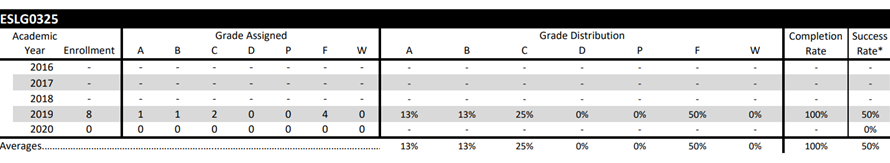 ESLG0325
Academic Grade Assigned Grade Distribution Completion Success
Year Enrollment A B C D P F W A B C D P F W Rate Rate*
2016 - - - - - - - - - - - - - - - - -
2017 - - - - - - - - - - - - - - - - -
2018 - - - - - - - - - - - - - - - - -
2019 8 1 1 2 0 0 4 0 13% 13% 25% 0% 0% 50% 0% 100% 50%
2020 0 0 0 0 0 0 0 0 - - - - - - - - 0%
Averages........................................................................ 13% 13% 25% 0% 0% 50% 0% 100% 50%